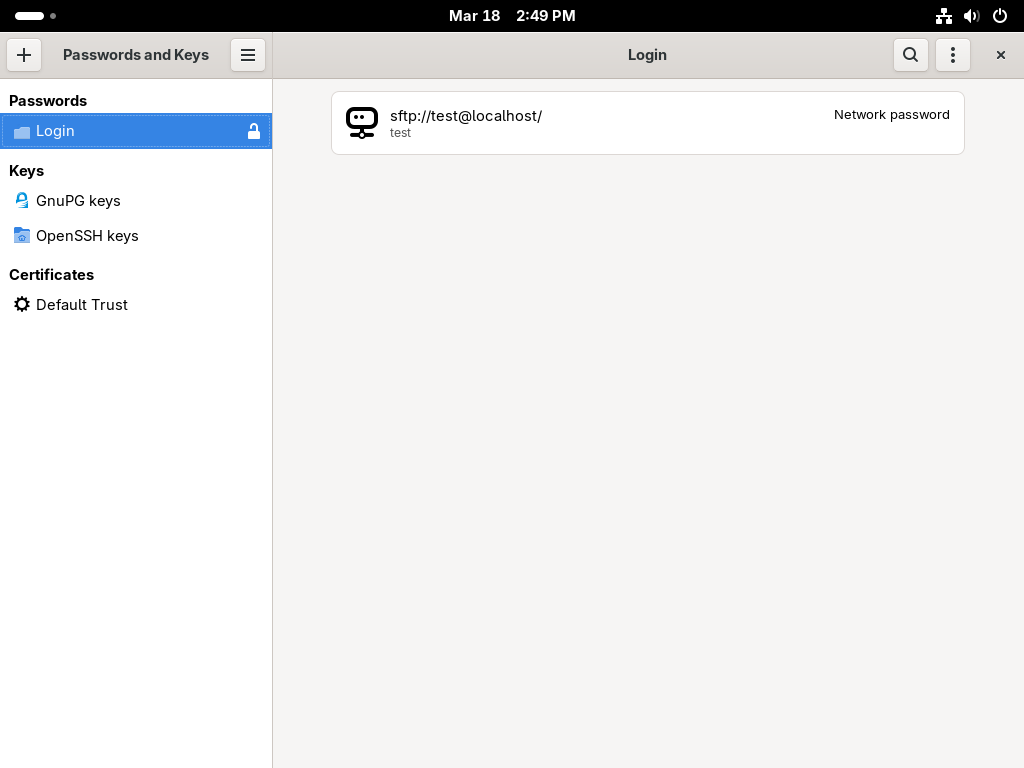 Mar 18 2:49 PM
Passwords and Keys
Login
Passwords
Login
Keys
GnuPG keys
OpenSSH keys
Certificates
Default Trust
sftp://test@localhost/
test
Network password